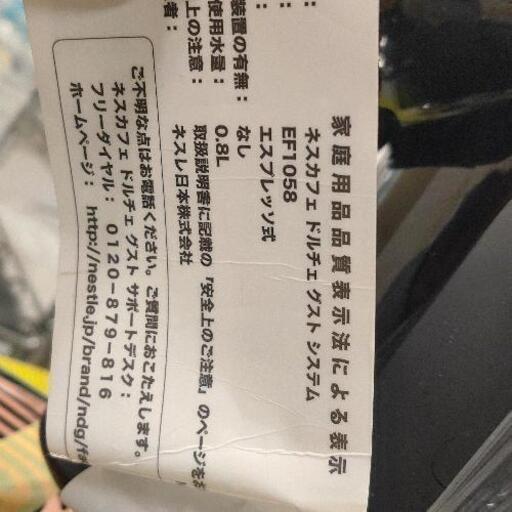 家庭用品品質表示法による表示
： ネスカフェ ドルチェ グスト システム
： EF1058
： エスプレッソ式
装置の有無： なし
使用水量： 0.8L
上の注意： 取扱説明書に記載の「安全上のご注意」のページをお
者： ネスレ日本株式会社
ご不明な点はお電話ください。ご質問におこたえします。
ネスカフェ ドルチェ グスト サポートデスク：
フリーダイヤル： 0120-879-816
ホームページ： http://nestle.jp/brand/ndg/fa